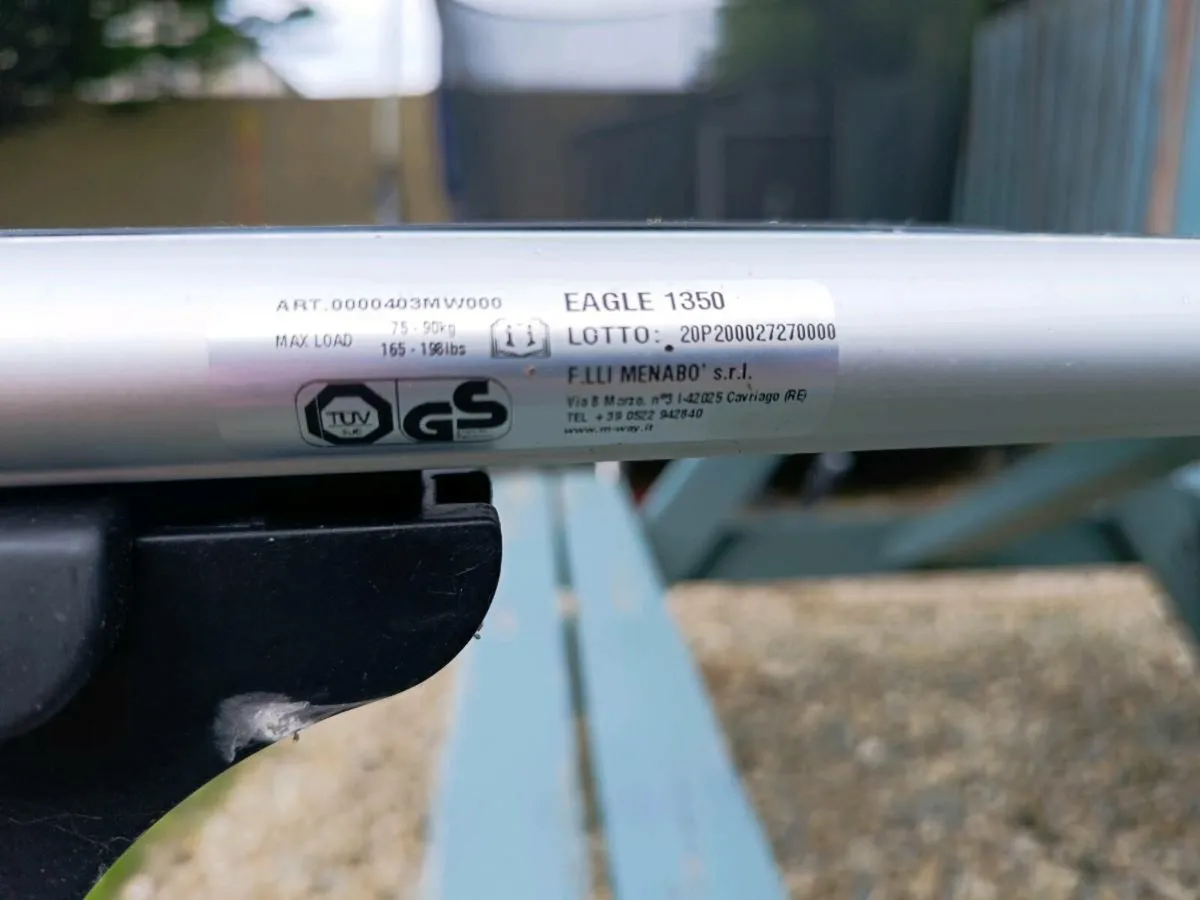 ART.0000403MW000
MAX LOAD
75 - 90kg
165 - 198lbs
TÜV
GS
EAGLE 1350
LOTTO: 20P200027270000
F.LLI MENABO' s.r.l.
Via 8 Marzo, n°3 I-42025 Cavriago (RE)
TEL +39 0522 942840
www.m-way.it